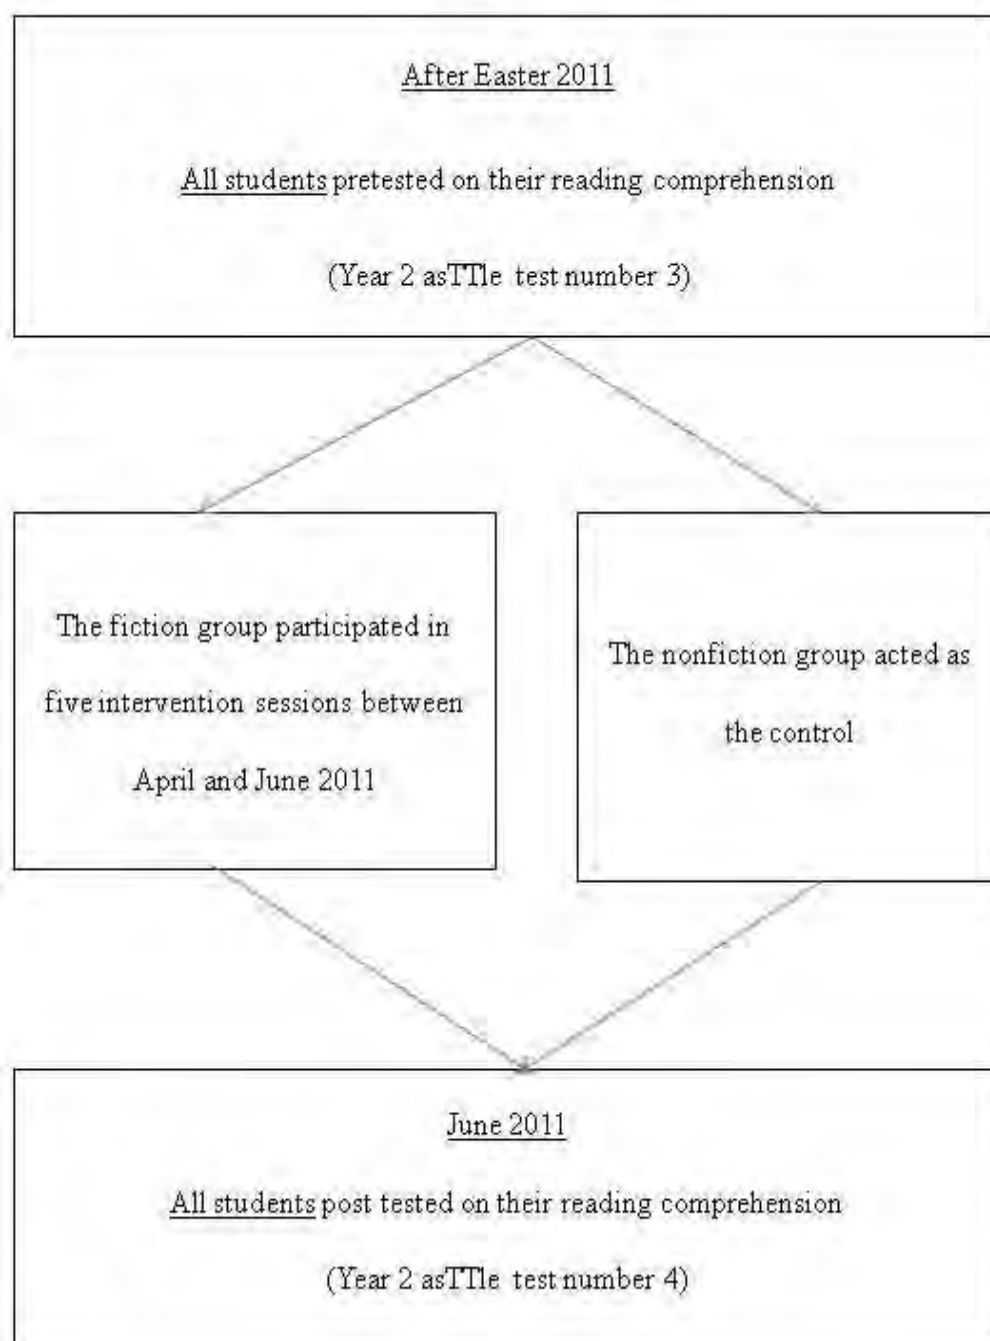 After Easter 2011
All students pretested on their reading comprehension
(Year 2 asTTle test number 3)
The fiction group participated in
five intervention sessions between
April and June 2011
The nonfiction group acted as
the control
June 2011
All students post tested on their reading comprehension
(Year 2 asTTle test number 4)